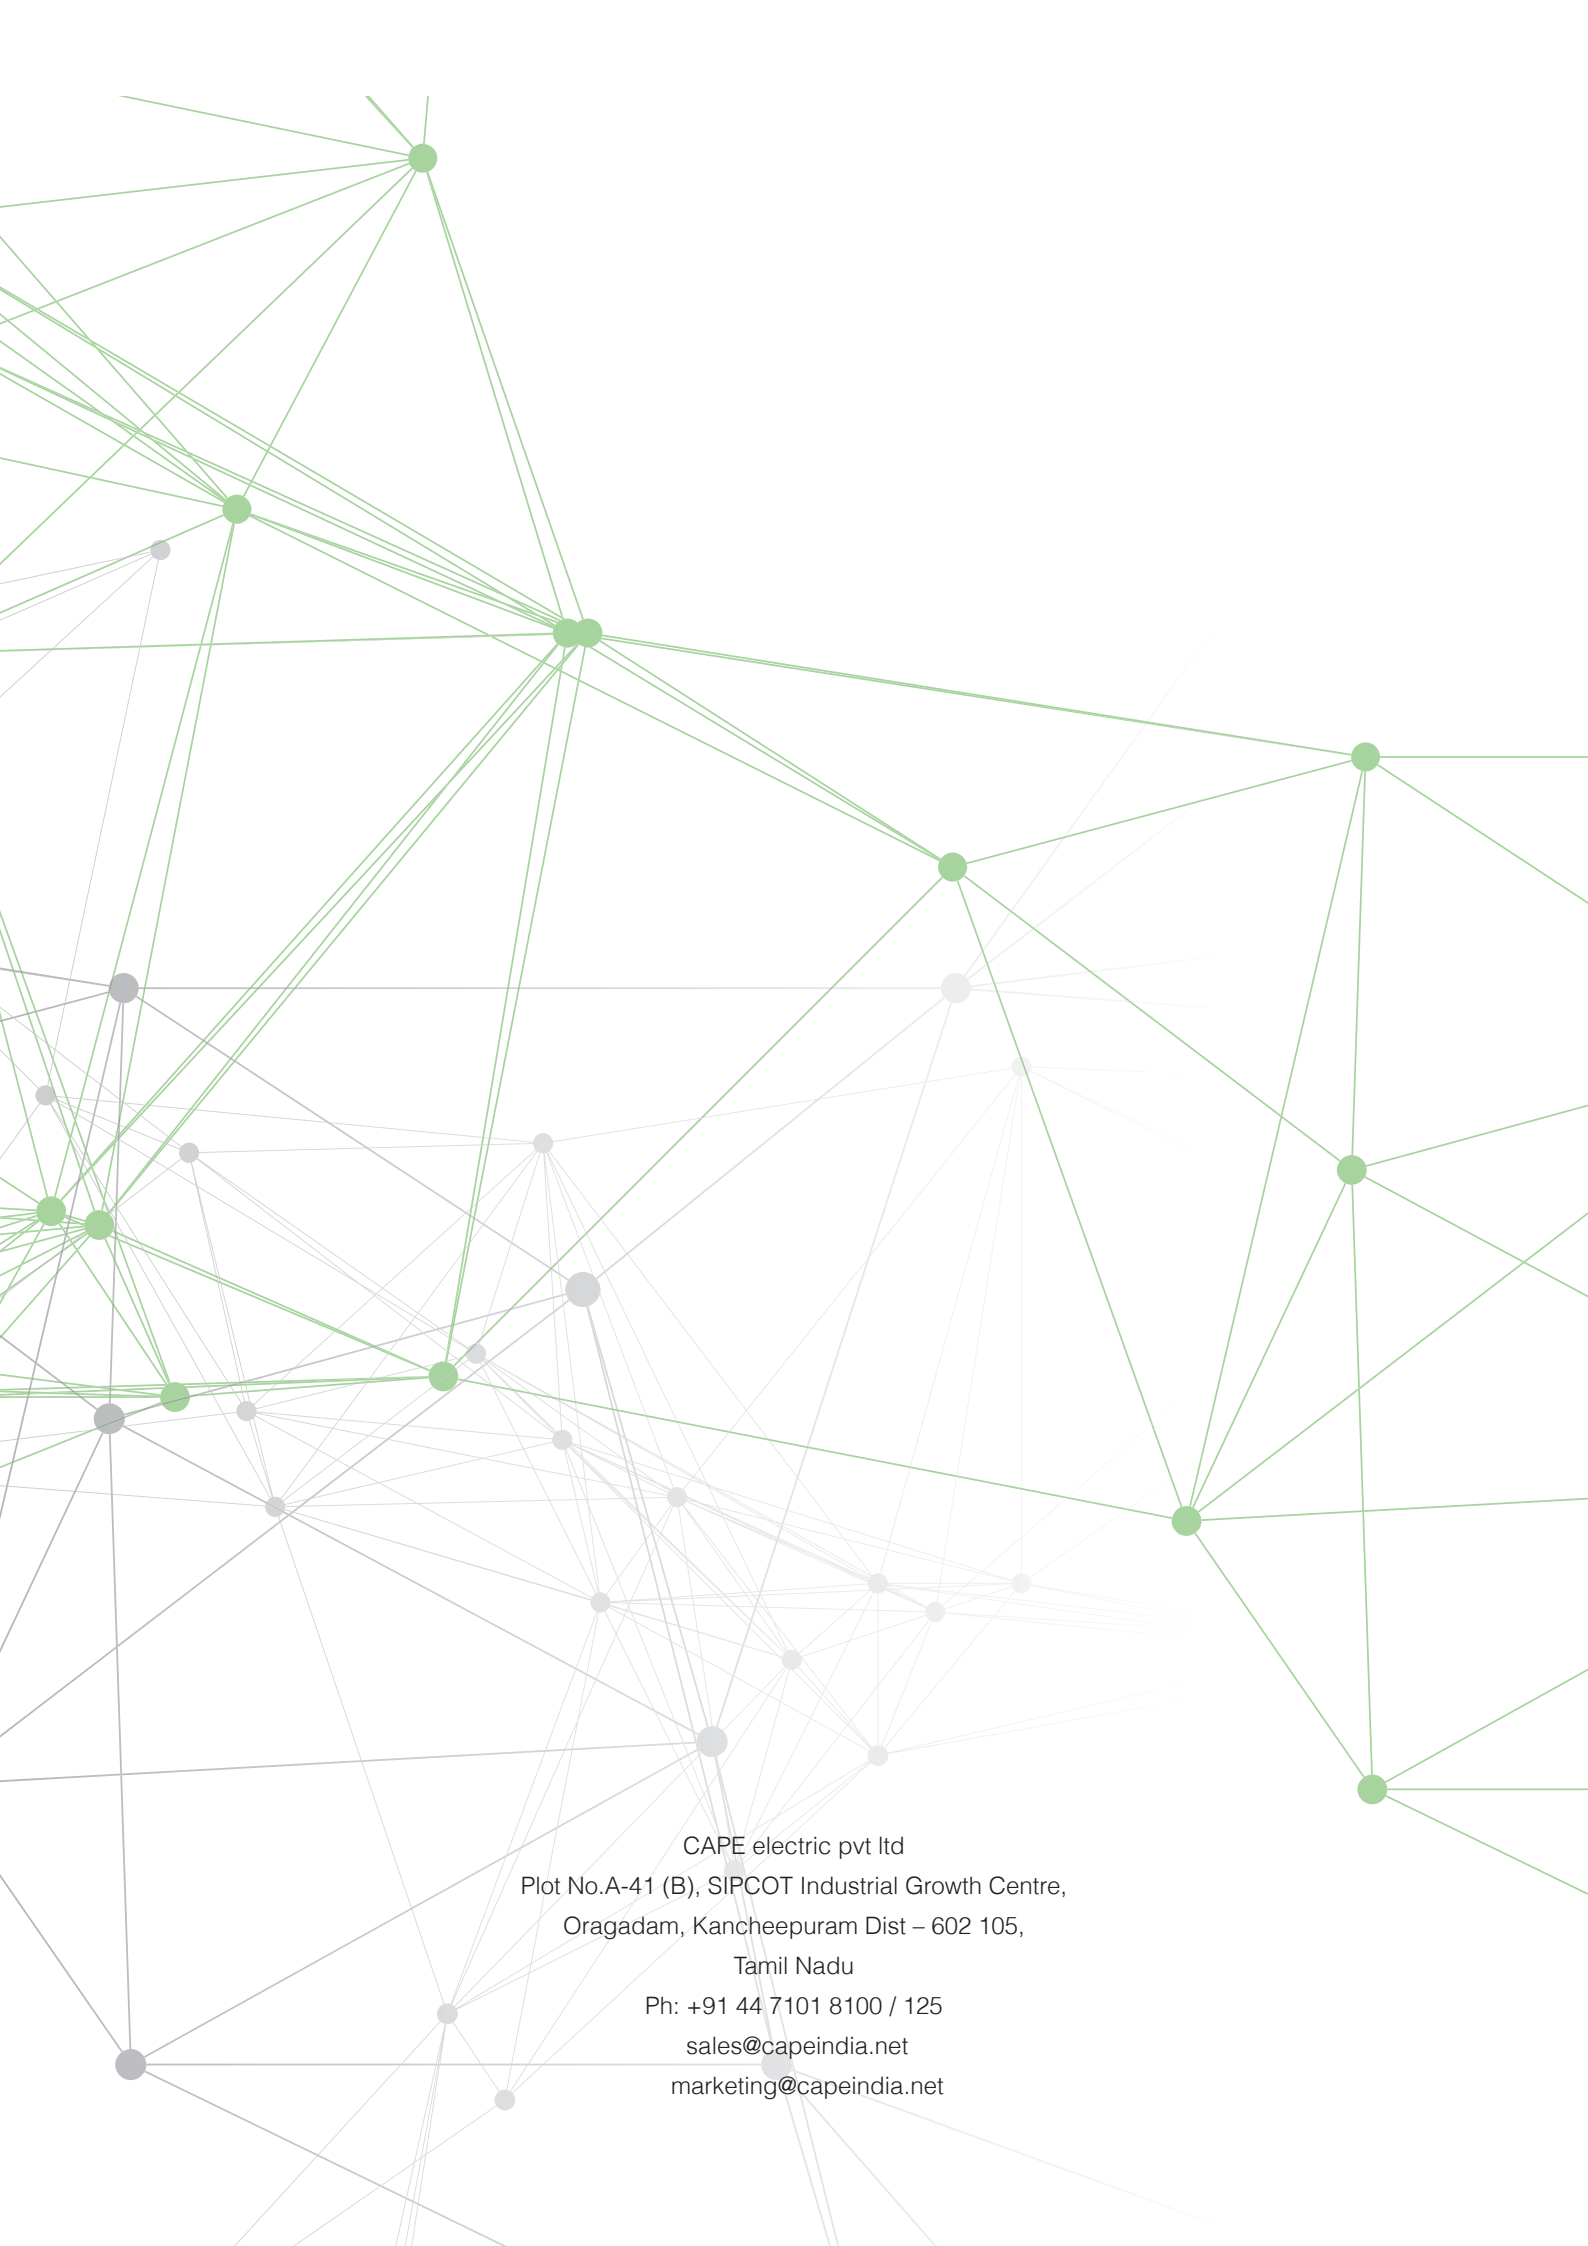 CAPE electric pvt ltd
Plot No.A-41 (B), SIPCOT Industrial Growth Centre,
Oragadam, Kancheepuram Dist – 602 105,
Tamil Nadu
Ph: +91 44 7101 8100 / 125
sales@capeindia.net
marketing@capeindia.net